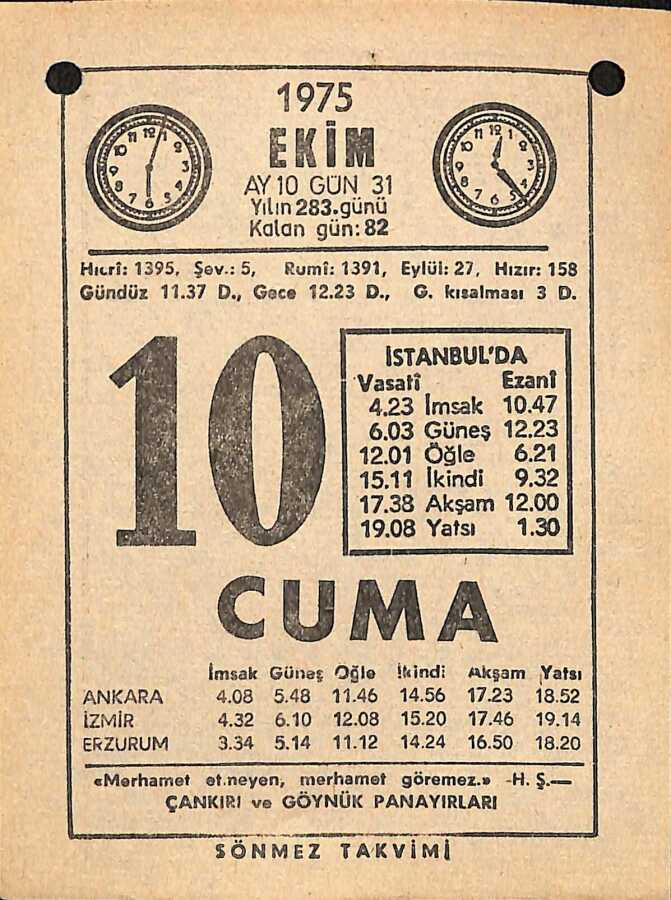 1975
EKİM
AY 10 GÜN 31
Yılın 283.günü
Kalan gün: 82
Hicrî: 1395, Şev.: 5, Rumî: 1391, Eylül: 27, Hızır: 158
Gündüz 11.37 D., Gece 12.23 D., G. kısalması 3 D.
10
İSTANBUL'DA
Vasatî Ezanî
4.23 İmsak 10.47
6.03 Güneş 12.23
12.01 Öğle 6.21
15.11 İkindi 9.32
17.38 Akşam 12.00
19.08 Yatsı 1.30
CUMA
İmsak Güneş Öğle İkindi Akşam Yatsı
ANKARA 4.08 5.48 11.46 14.56 17.23 18.52
İZMİR 4.32 6.10 12.08 15.20 17.46 19.14
ERZURUM 3.34 5.14 11.12 14.24 16.50 18.20
«Merhamet etmeyen, merhamet göremez.» -H. Ş.—
ÇANKIRI ve GÖYNÜK PANAYIRLARI
SÖNMEZ TAKVİMİ